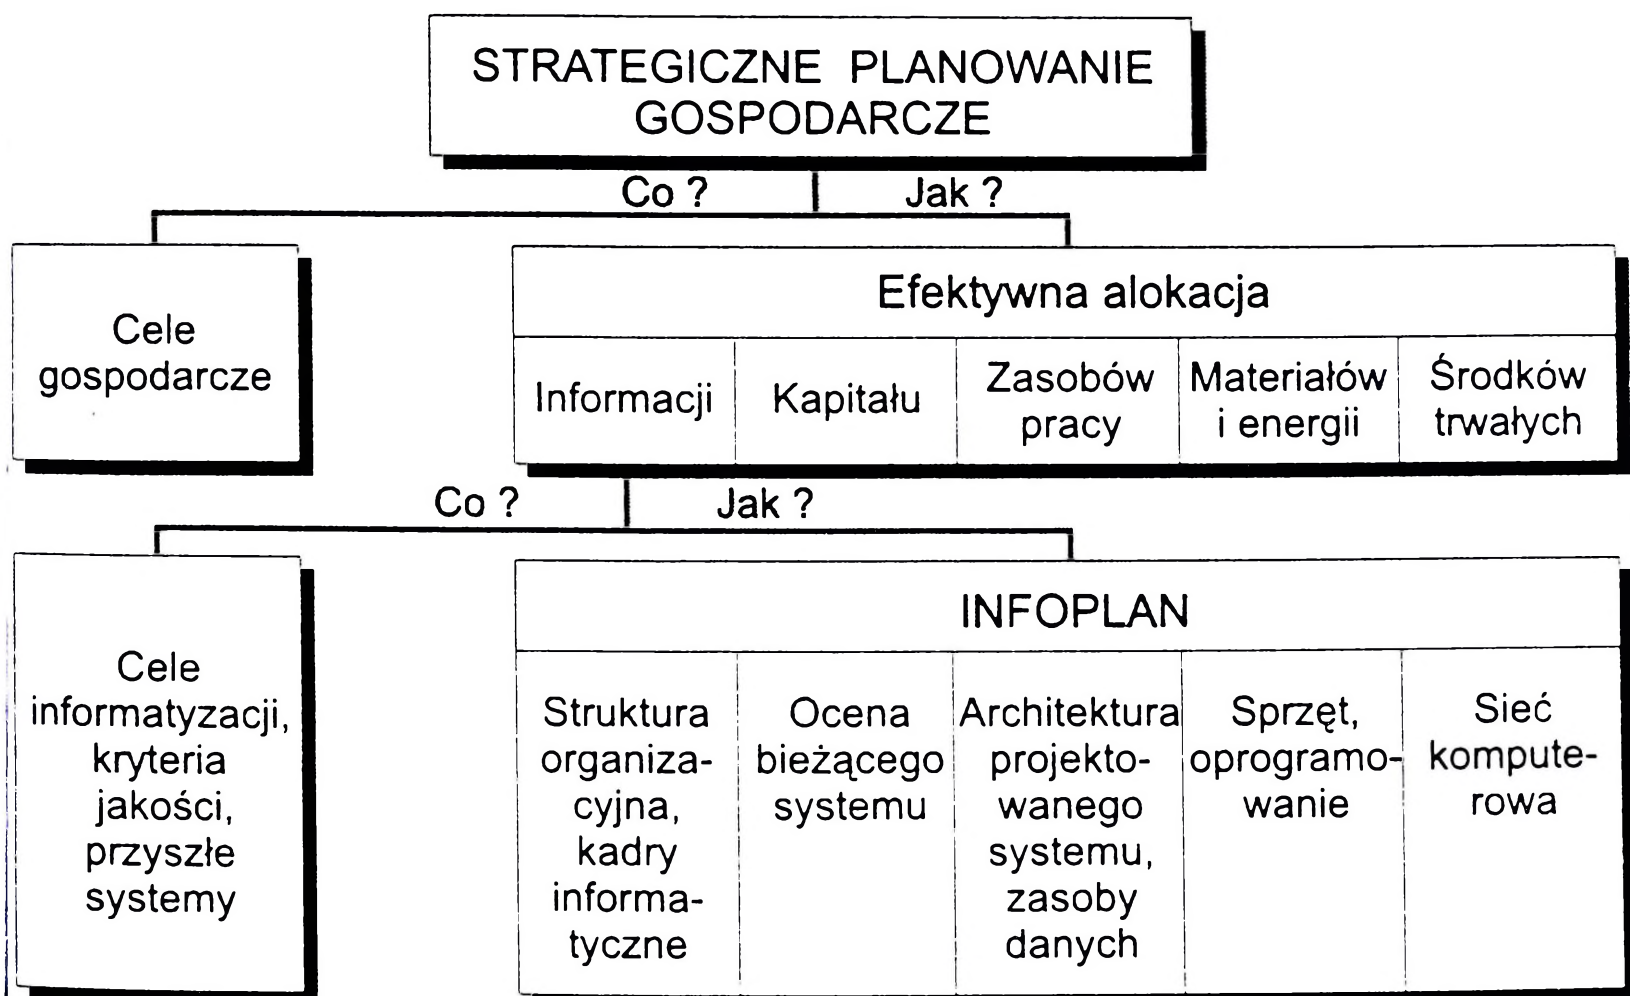 STRATEGICZNE PLANOWANIE
GOSPODARCZE
Co ?
Jak ?
Cele
gospodarcze
Efektywna alokacja
Informacji
Kapitału
Zasobów
pracy
Materiałów
i energii
Środków
trwałych
Co ?
Jak ?
Cele
informatyzacji,
kryteria
jakości,
przyszłe
systemy
INFOPLAN
Struktura
organiza-
cyjna,
kadry
informa-
tyczne
Ocena
bieżącego
systemu
Architektura
projekto-
wanego
systemu,
zasoby
danych
Sprzęt,
oprogramo-
wanie
Sieć
kompute-
rowa